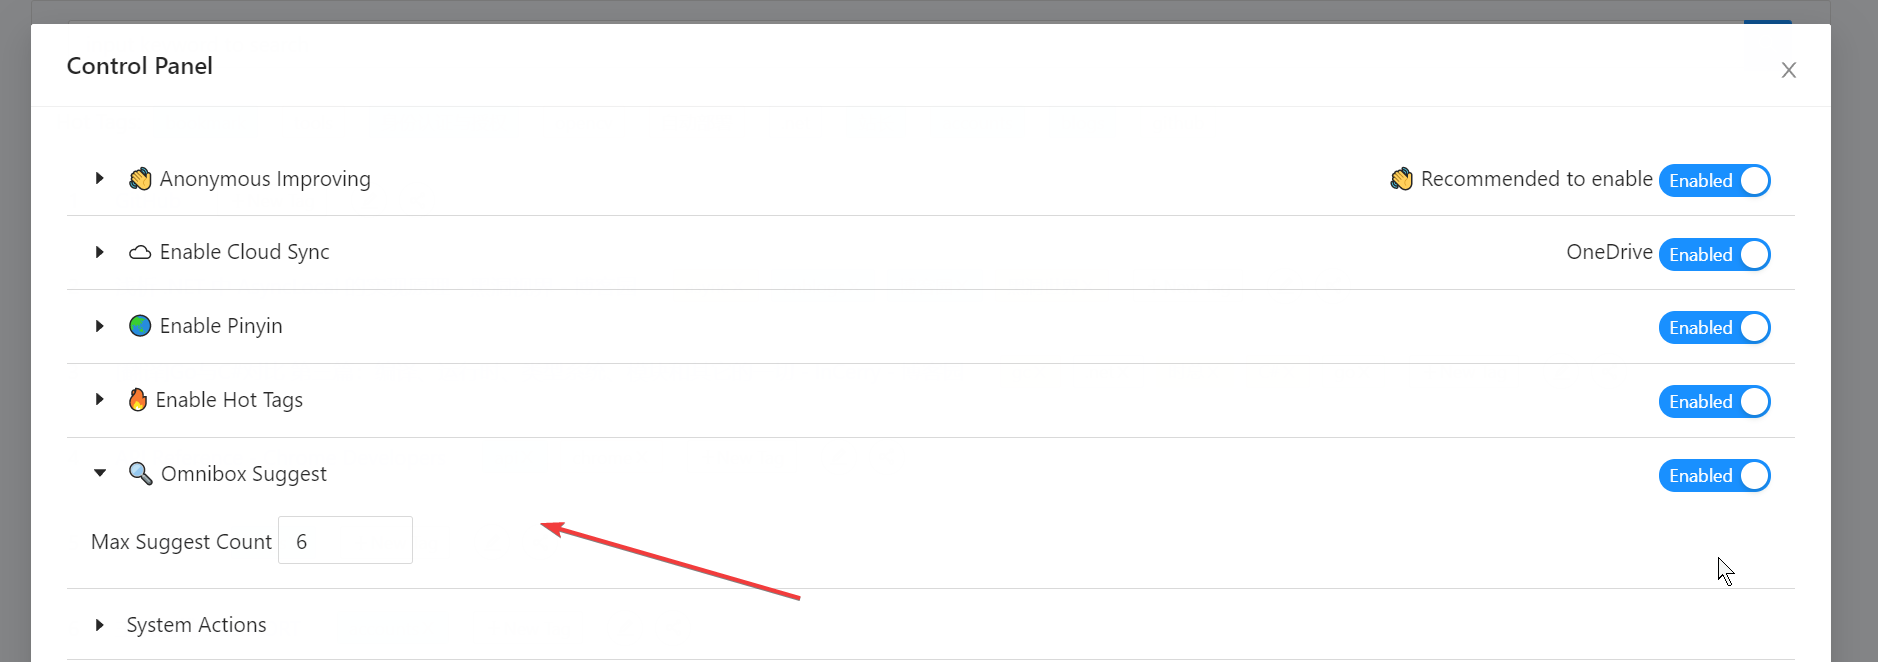 Control Panel
Anonymous Improving
Recommended to enable Enabled
Enable Cloud Sync
OneDrive Enabled
Enable Pinyin
Enabled
Enable Hot Tags
Enabled
Omnibox Suggest
Enabled
Max Suggest Count 6
System Actions